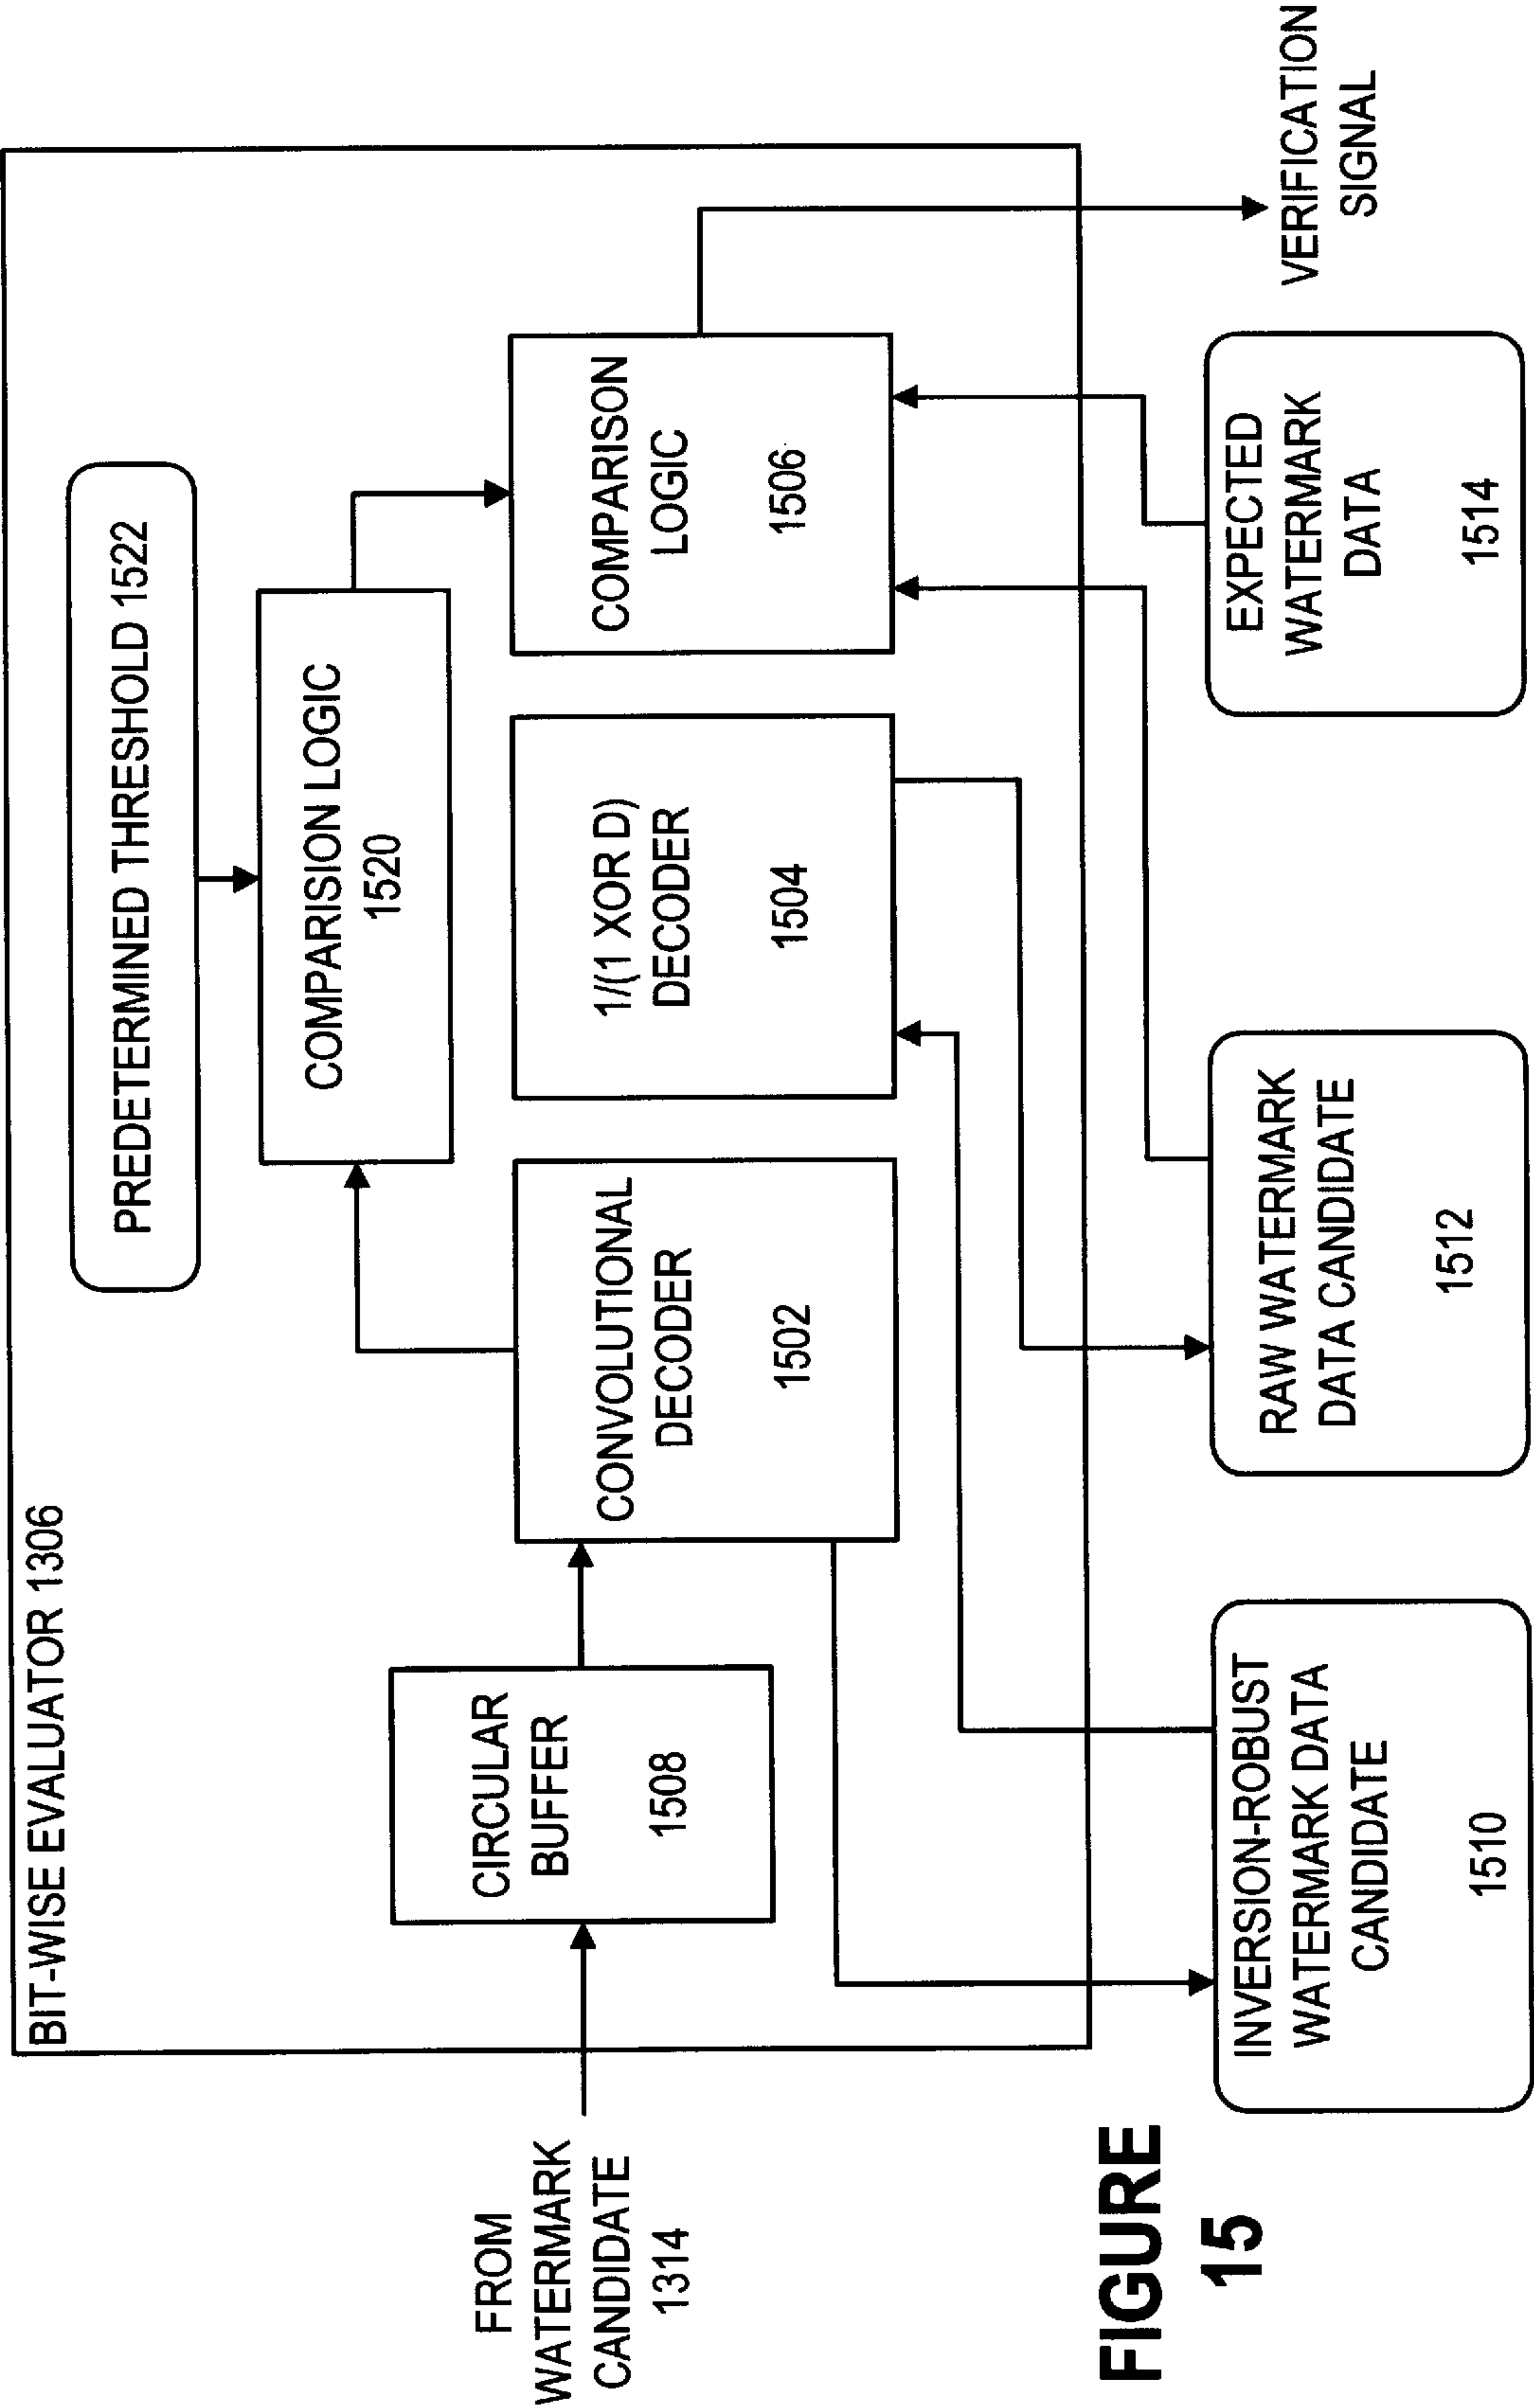 BIT-WISE EVALUATOR 1306
PREDETERMINED THRESHOLD 1522
COMPARISION LOGIC
1520
FROM
WATERMARK
CANDIDATE
1314
CIRCULAR
BUFFER
1508
CONVOLUTIONAL
DECODER
1502
1/(1 XOR D)
DECODER
1504
COMPARISON
LOGIC
1506
INVERSION-ROBUST
WATERMARK DATA
CANDIDATE
1510
RAW WATERMARK
DATA CANDIDATE
1512
EXPECTED
WATERMARK
DATA
1514
VERIFICATION
SIGNAL
FIGURE
15